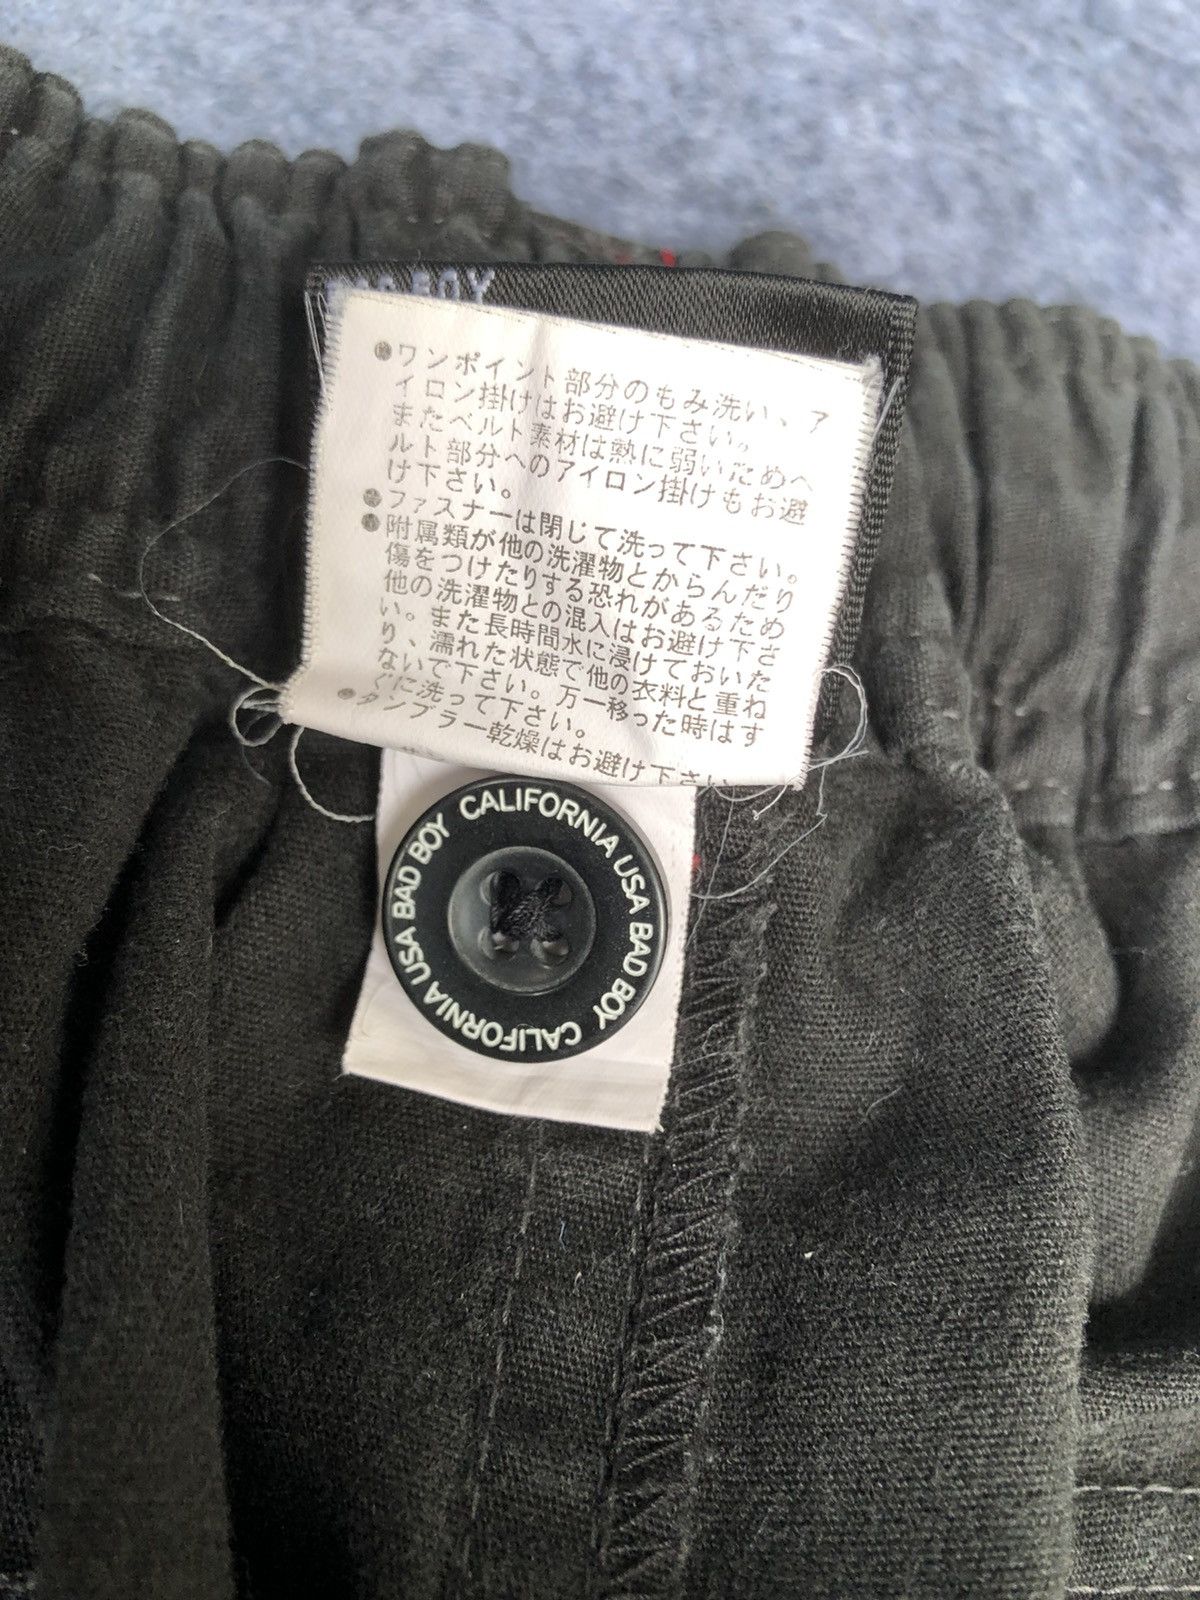 BOY
●ワンポイント部分のもみ洗い、ア
イロン掛けはお避け下さい。
またベルト素材は熱に弱いためベ
ルト部分へのアイロン掛けもお避
け下さい。
●ファスナーは閉じて洗って下さい。
●附属類が他の洗濯物とからんだり
傷をつけたりする恐れがあるため
他の洗濯物との混入はお避け下さ
い。また長時間水に浸けておいた
り、濡れた状態で他の衣料と重ね
ないで下さい。万一移った時はす
ぐに洗って下さい。
●タンブラー乾燥はお避け下さい
CALIFORNIA USA BAD BOY CALIFORNIA USA BAD BOY